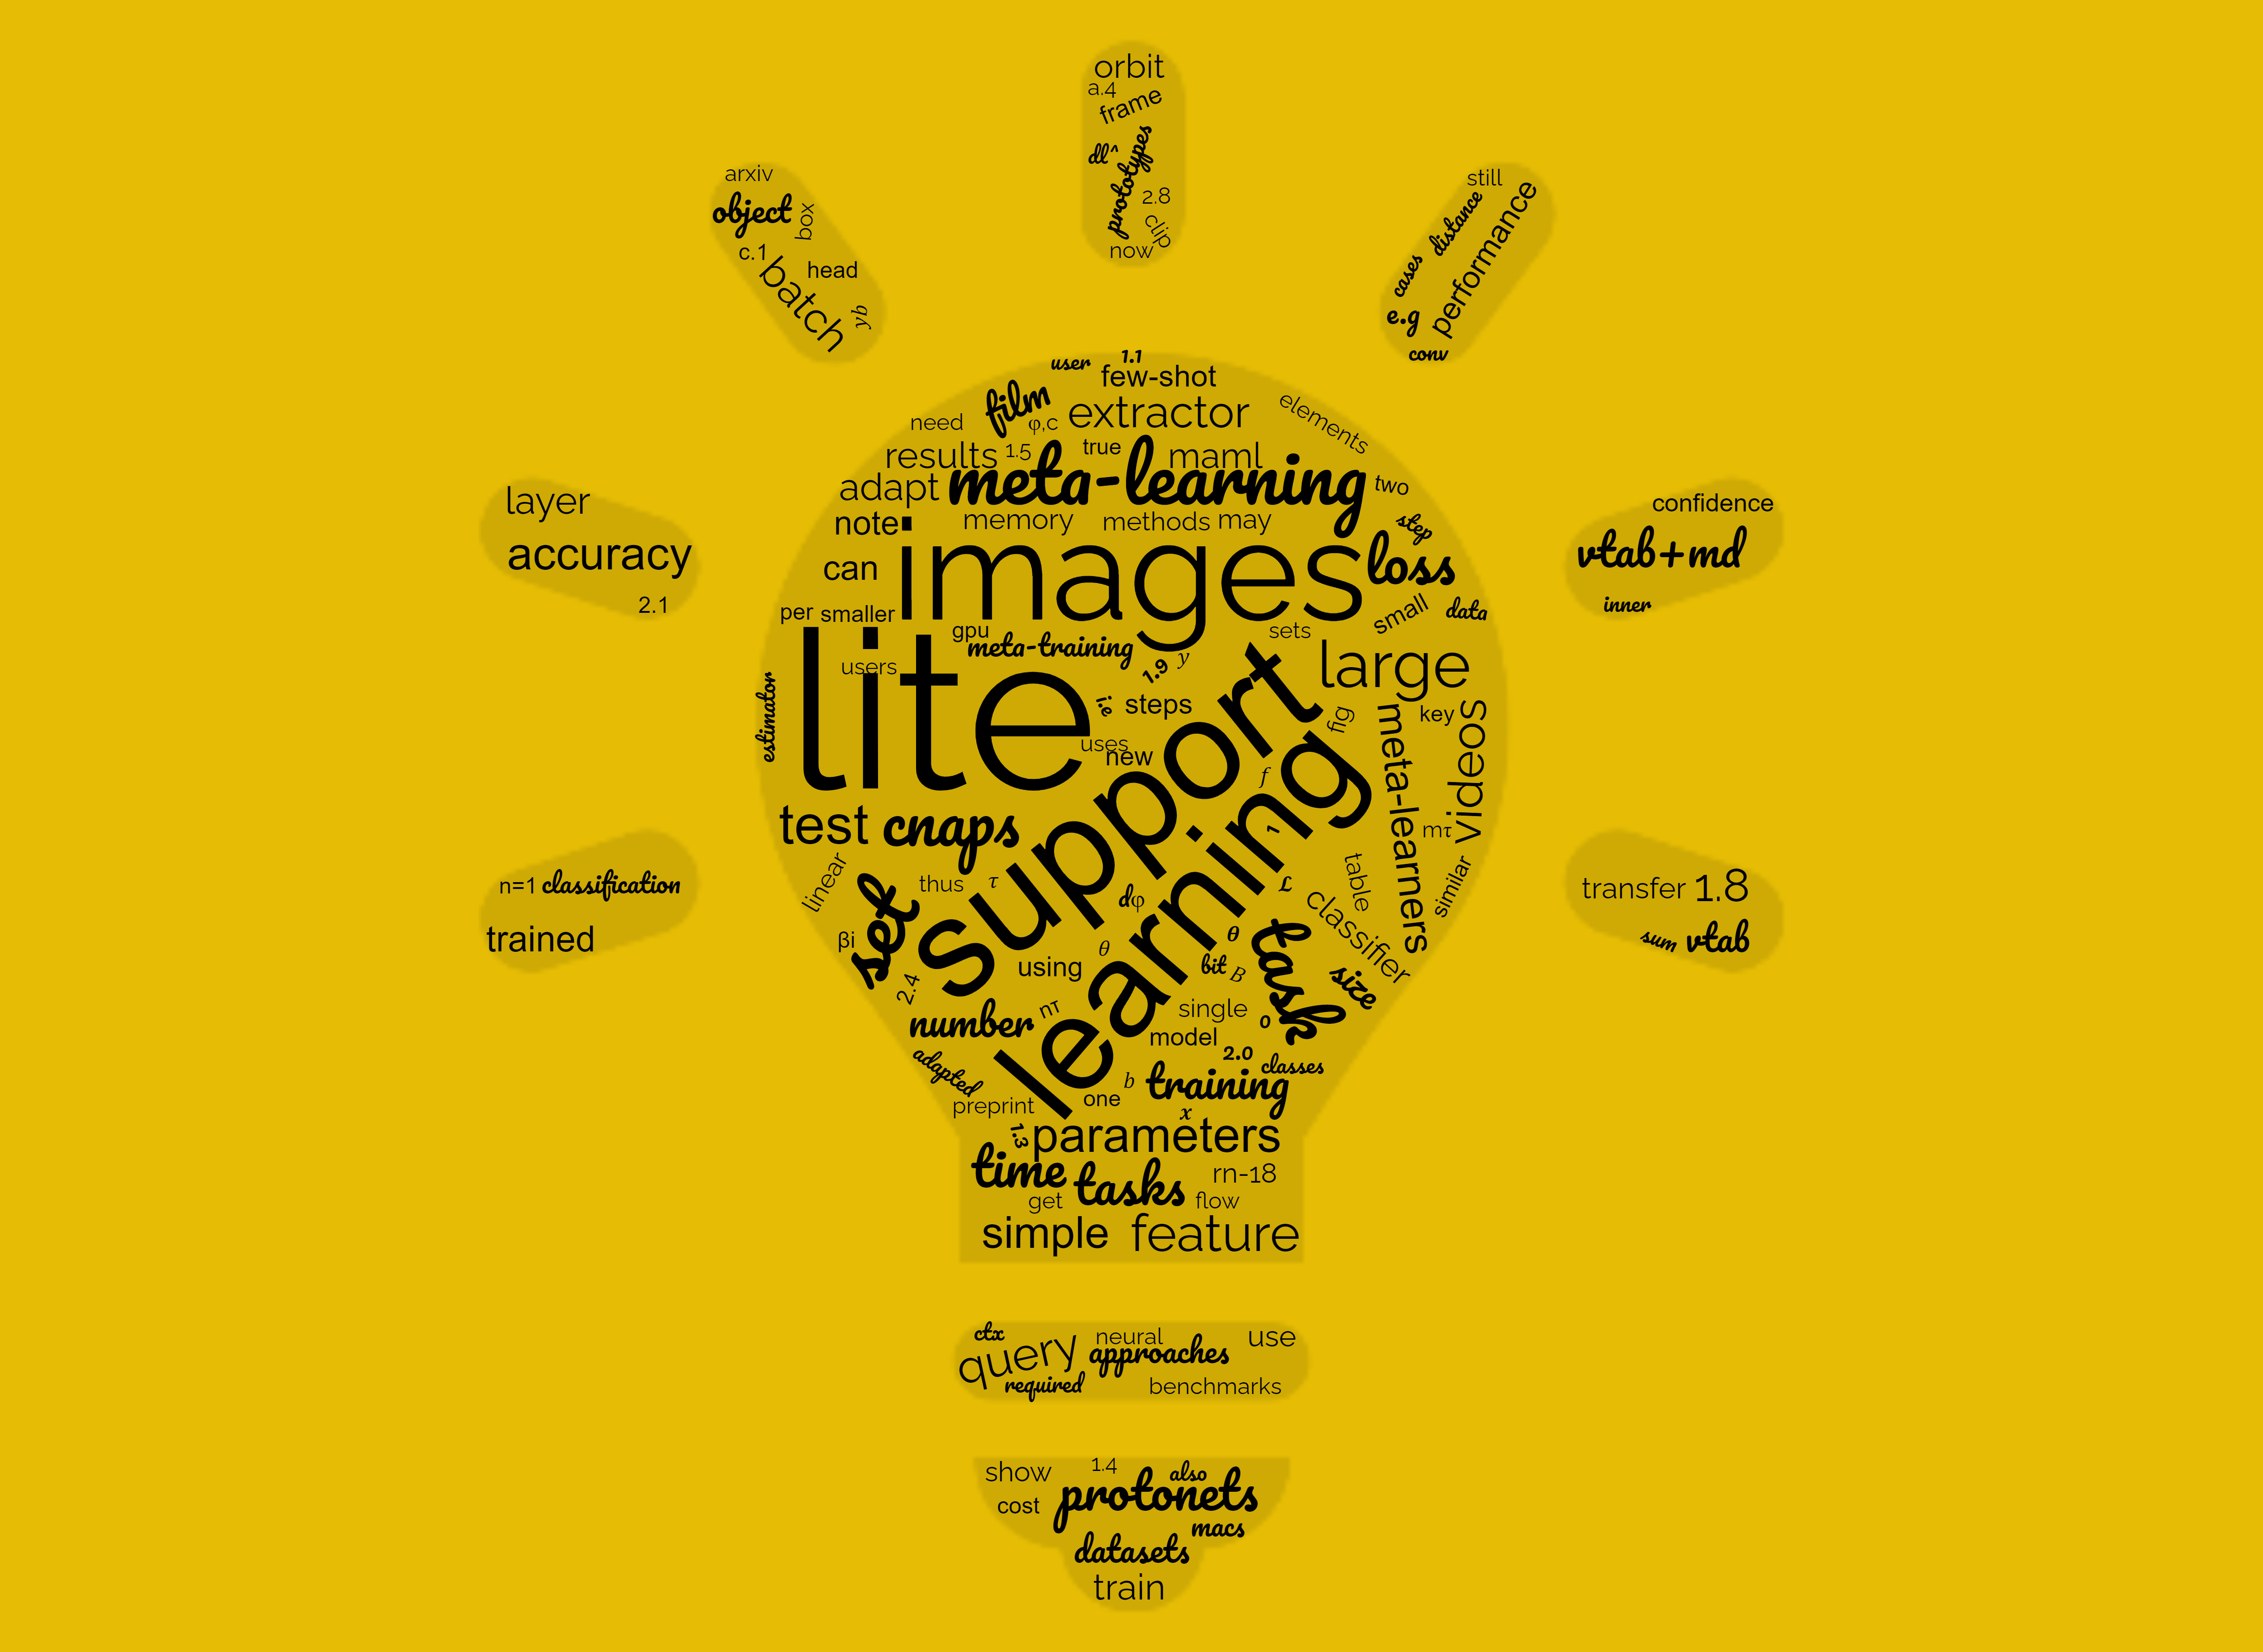 orbit
a.4
frame
dl^
prototypes
2.8
clip
now
arxiv
object
box
c.1
head
batch
yb
still
distance
cases
performance
e.g
conv
layer
accuracy
2.1
confidence
vtab+md
inner
n=1 classification
trained
transfer 1.8
sum vtab
user
1.1
few-shot
film
need
φ,c
extractor
elements
results
1.5
true
maml
adapt
meta-learning
two
note
memory
methods
may
step
can
images
loss
per
smaller
small
data
gpu
meta-training
sets
lite
users
1.9
y
large
estimator
i.e
steps
support
fig
meta-learners
key
videos
uses
new
f
learning
1
test
cnaps
mτ
linear
thus
τ
set
dφ
ℒ
table
classifier
similar
βi
2.4
using
θ
θ
bit
B
task
size
number
nτ
single
0
model
2.0
classes
adapted
preprint
one
b
training
x
1.3
parameters
time
tasks
rn-18
get
flow
simple
feature
ctx
query
neural
approaches
use
required
benchmarks
show
1.4
also
cost
protonets
macs
datasets
train